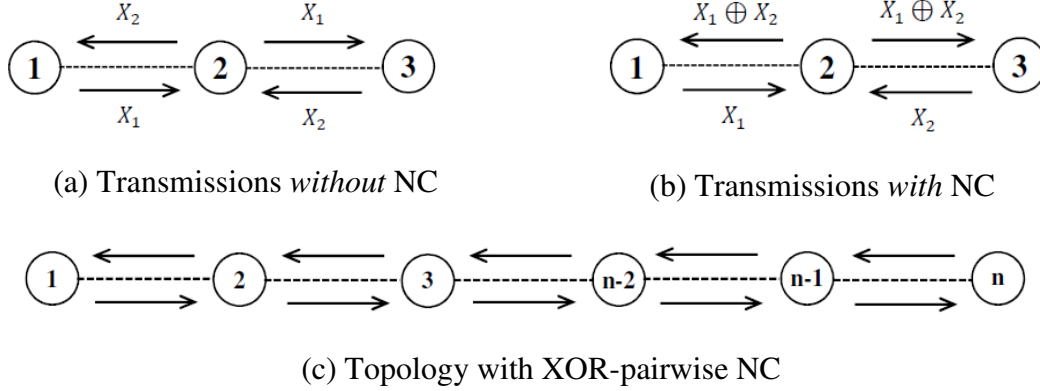 X₂ X₁
1 2 3
X₁ X₂
(a) Transmissions without NC
X₁ ⊕ X₂ X₁ ⊕ X₂
1 2 3
X₁ X₂
(b) Transmissions with NC
1 2 3 n-2 n-1 n
(c) Topology with XOR-pairwise NC